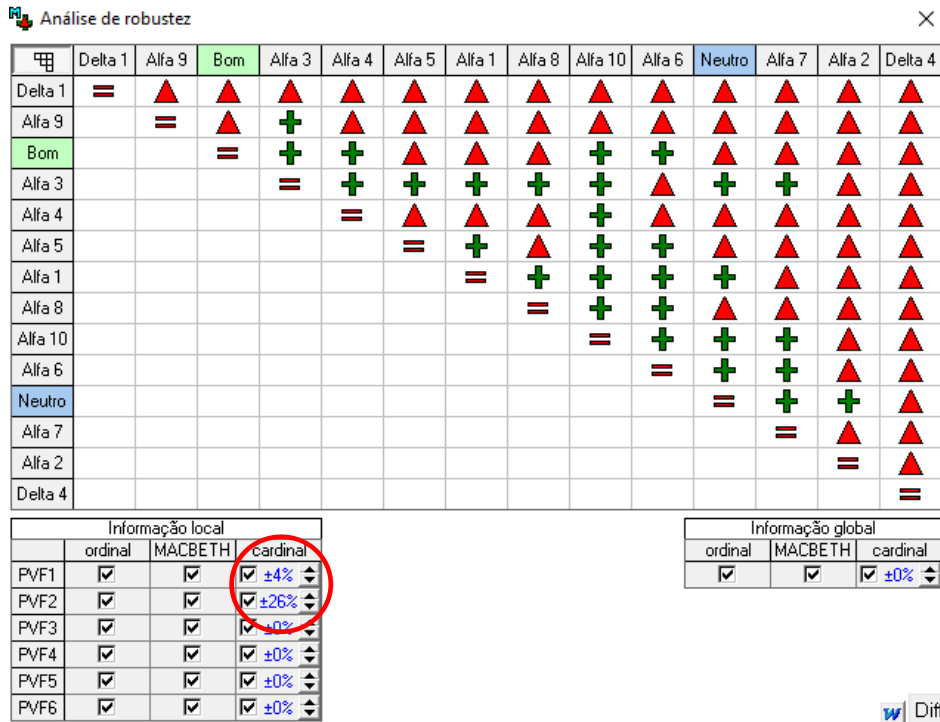 Análise de robustez
Delta 1 Alfa 9 Bom Alfa 3 Alfa 4 Alfa 5 Alfa 1 Alfa 8 Alfa 10 Alfa 6 Neutro Alfa 7 Alfa 2 Delta 4
Delta 1
Alfa 9
Bom
Alfa 3
Alfa 4
Alfa 5
Alfa 1
Alfa 8
Alfa 10
Alfa 6
Neutro
Alfa 7
Alfa 2
Delta 4
Informação local
ordinal MACBETH cardinal
PVF1 ±4%
PVF2 ±26%
PVF3 ±0%
PVF4 ±0%
PVF5 ±0%
PVF6 ±0%
Informação global
ordinal MACBETH cardinal
±0%
Dif